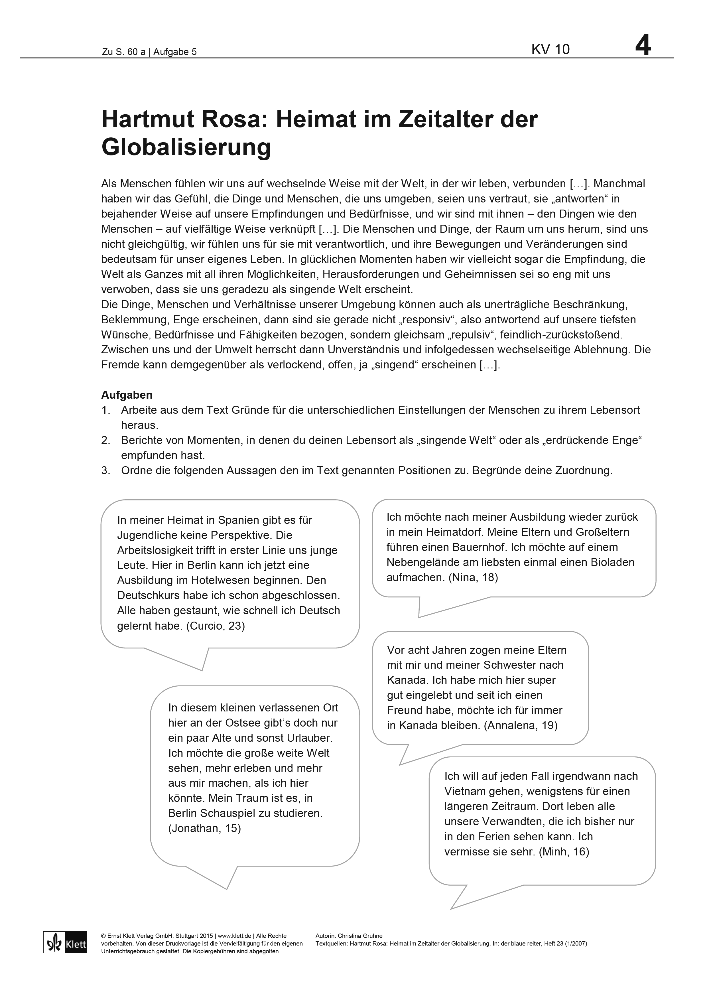 Zu S. 60 a | Aufgabe 5
KV 10
4
Hartmut Rosa: Heimat im Zeitalter der
Globalisierung
Als Menschen fühlen wir uns auf wechselnde Weise mit der Welt, in der wir leben, verbunden […]. Manchmal
haben wir das Gefühl, die Dinge und Menschen, die uns umgeben, seien uns vertraut, sie „antworten“ in
bejahender Weise auf unsere Empfindungen und Bedürfnisse, und wir sind mit ihnen – den Dingen wie den
Menschen – auf vielfältige Weise verknüpft […]. Die Menschen und Dinge, der Raum um uns herum, sind uns
nicht gleichgültig, wir fühlen uns für sie mit verantwortlich, und ihre Bewegungen und Veränderungen sind
bedeutsam für unser eigenes Leben. In glücklichen Momenten haben wir vielleicht sogar die Empfindung, die
Welt als Ganzes mit all ihren Möglichkeiten, Herausforderungen und Geheimnissen sei so eng mit uns
verwoben, dass sie uns geradezu als singende Welt erscheint.
Die Dinge, Menschen und Verhältnisse unserer Umgebung können auch als unerträgliche Beschränkung,
Beklemmung, Enge erscheinen, dann sind sie gerade nicht „responsiv“, also antwortend auf unsere tiefsten
Wünsche, Bedürfnisse und Fähigkeiten bezogen, sondern gleichsam „repulsiv“, feindlich-zurückstoßend.
Zwischen uns und der Umwelt herrscht dann Unverständnis und infolgedessen wechselseitige Ablehnung. Die
Fremde kann demgegenüber als verlockend, offen, ja „singend“ erscheinen […].
Aufgaben
1. Arbeite aus dem Text Gründe für die unterschiedlichen Einstellungen der Menschen zu ihrem Lebensort
heraus.
2. Berichte von Momenten, in denen du deinen Lebensort als „singende Welt“ oder als „erdrückende Enge“
empfunden hast.
3. Ordne die folgenden Aussagen den im Text genannten Positionen zu. Begründe deine Zuordnung.
In meiner Heimat in Spanien gibt es für
Jugendliche keine Perspektive. Die
Arbeitslosigkeit trifft in erster Linie uns junge
Leute. Hier in Berlin kann ich jetzt eine
Ausbildung im Hotelwesen beginnen. Den
Deutschkurs habe ich schon abgeschlossen.
Alle haben gestaunt, wie schnell ich Deutsch
gelernt habe. (Curcio, 23)
Ich möchte nach meiner Ausbildung wieder zurück
in mein Heimatdorf. Meine Eltern und Großeltern
führen einen Bauernhof. Ich möchte auf einem
Nebengelände am liebsten einmal einen Bioladen
aufmachen. (Nina, 18)
Vor acht Jahren zogen meine Eltern
mit mir und meiner Schwester nach
Kanada. Ich habe mich hier super
gut eingelebt und seit ich einen
Freund habe, möchte ich für immer
in Kanada bleiben. (Annalena, 19)
In diesem kleinen verlassenen Ort
hier an der Ostsee gibt’s doch nur
ein paar Alte und sonst Urlauber.
Ich möchte die große weite Welt
sehen, mehr erleben und mehr
aus mir machen, als ich hier
könnte. Mein Traum ist es, in
Berlin Schauspiel zu studieren.
(Jonathan, 15)
Ich will auf jeden Fall irgendwann nach
Vietnam gehen, wenigstens für einen
längeren Zeitraum. Dort leben alle
unsere Verwandten, die ich bisher nur
in den Ferien sehen kann. Ich
vermisse sie sehr. (Minh, 16)
Klett
© Ernst Klett Verlag GmbH, Stuttgart 2015 | www.klett.de | Alle Rechte
vorbehalten. Von dieser Druckvorlage ist die Vervielfältigung für den eigenen
Unterrichtsgebrauch gestattet. Die Kopiergebühren sind abgegolten.
Autorin: Christina Gruhne
Textquellen: Hartmut Rosa: Heimat im Zeitalter der Globalisierung. In: der blaue reiter, Heft 23 (1/2007)